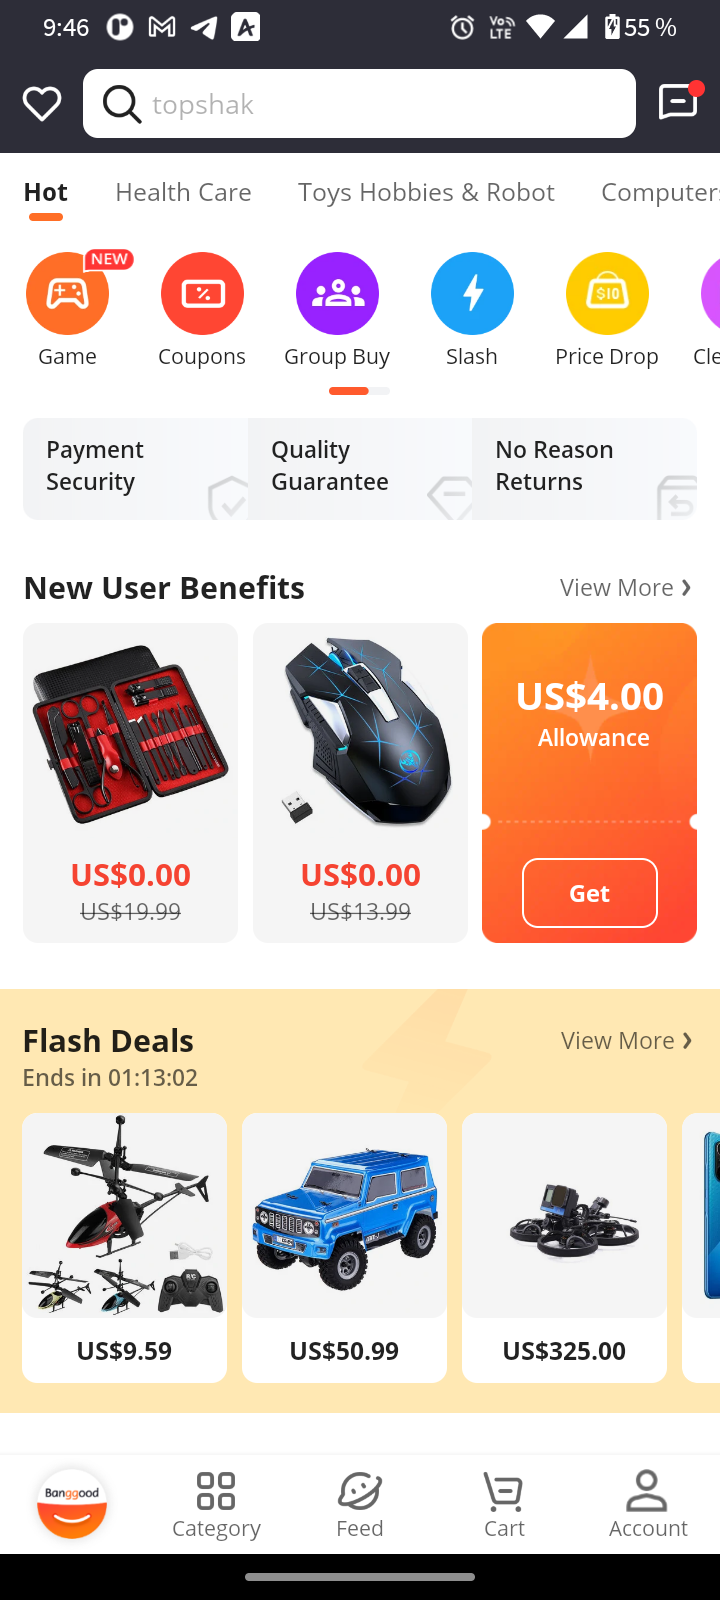 9:46
Vo
LTE
55 %
topshak
Hot
Health Care
Toys Hobbies & Robot
Computers
NEW
$10
Game
Coupons
Group Buy
Slash
Price Drop
Cle
Payment
Security
Quality
Guarantee
No Reason
Returns
New User Benefits
View More
US$0.00
US$19.99
US$0.00
US$13.99
US$4.00
Allowance
Get
Flash Deals
View More
Ends in 01:13:02
US$9.59
US$50.99
US$325.00
Banggood
Category
Feed
Cart
Account